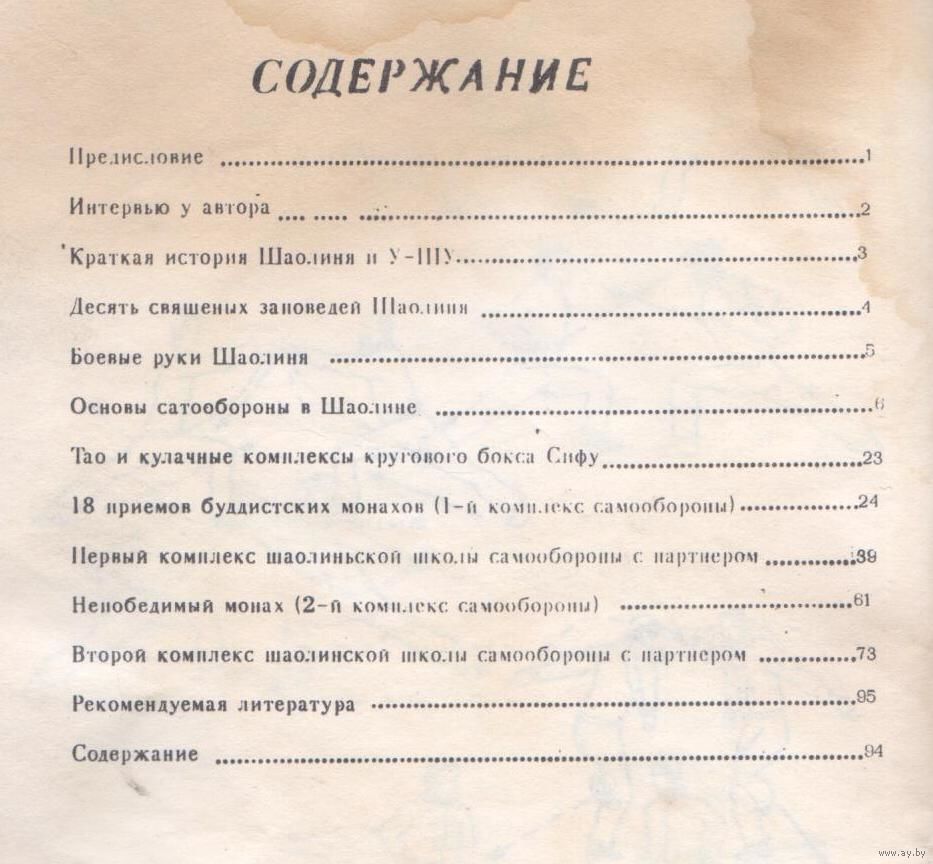 СОДЕРЖАНИЕ
Предисловие ..........1
Интервью у автора .... ..... ..........2
Краткая история Шаолиня и У-ШУ..........3
Десять священых заповедей Шаолиня ..........4
Боевые руки Шаолиня ..........5
Основы сатообороны в Шаолине ..........6
Тао и кулачные комплексы кругового бокса Сифу..........23
18 приемов буддистских монахов (1-й комплекс самообороны)..........24
Первый комплекс шаолиньской школы самообороны с партнером ..........39
Непобедимый монах (2-й комплекс самообороны) ..........61
Второй комплекс шаолинской школы самообороны с партнером ..........73
Рекомендуемая литература ..........95
Содержание ..........94
www.ay.by